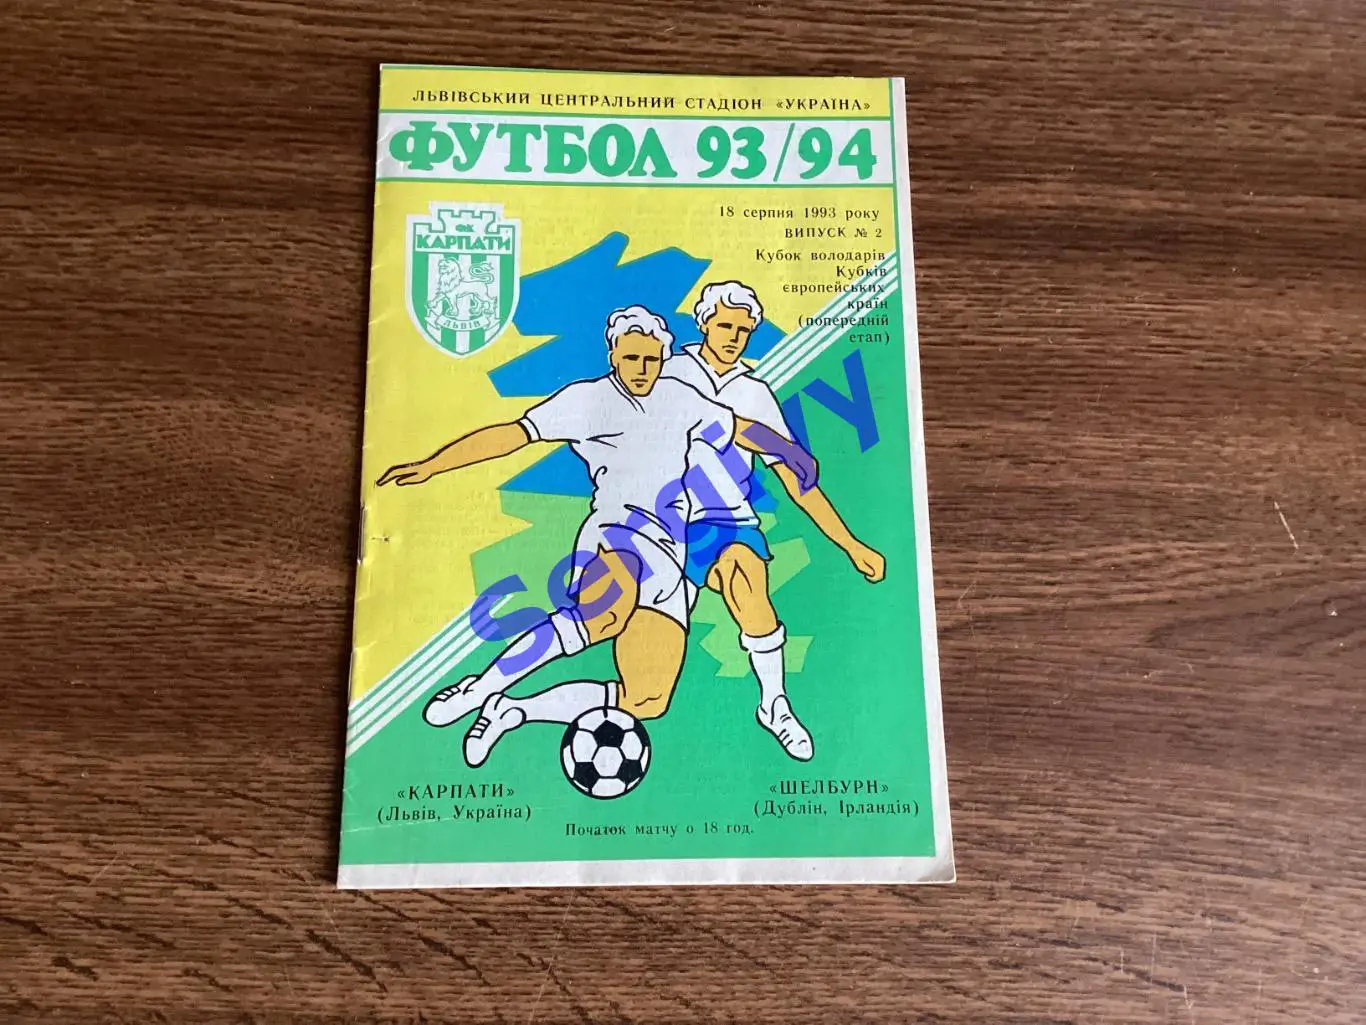 ЛЬВІВСЬКИЙ ЦЕНТРАЛЬНИЙ СТАДІОН «УКРАЇНА»
ФУТБОЛ 93/94
ФК
КАРПАТИ
ЛЬВІВ
18 серпня 1993 року
ВИПУСК № 2
Кубок володарів
Кубків
європейських
країн
(попередній
етап)
Sergivy
«КАРПАТИ»
(Львів, Україна)
«ШЕЛБУРН»
(Дублін, Ірландія)
Початок матчу о 18 год.